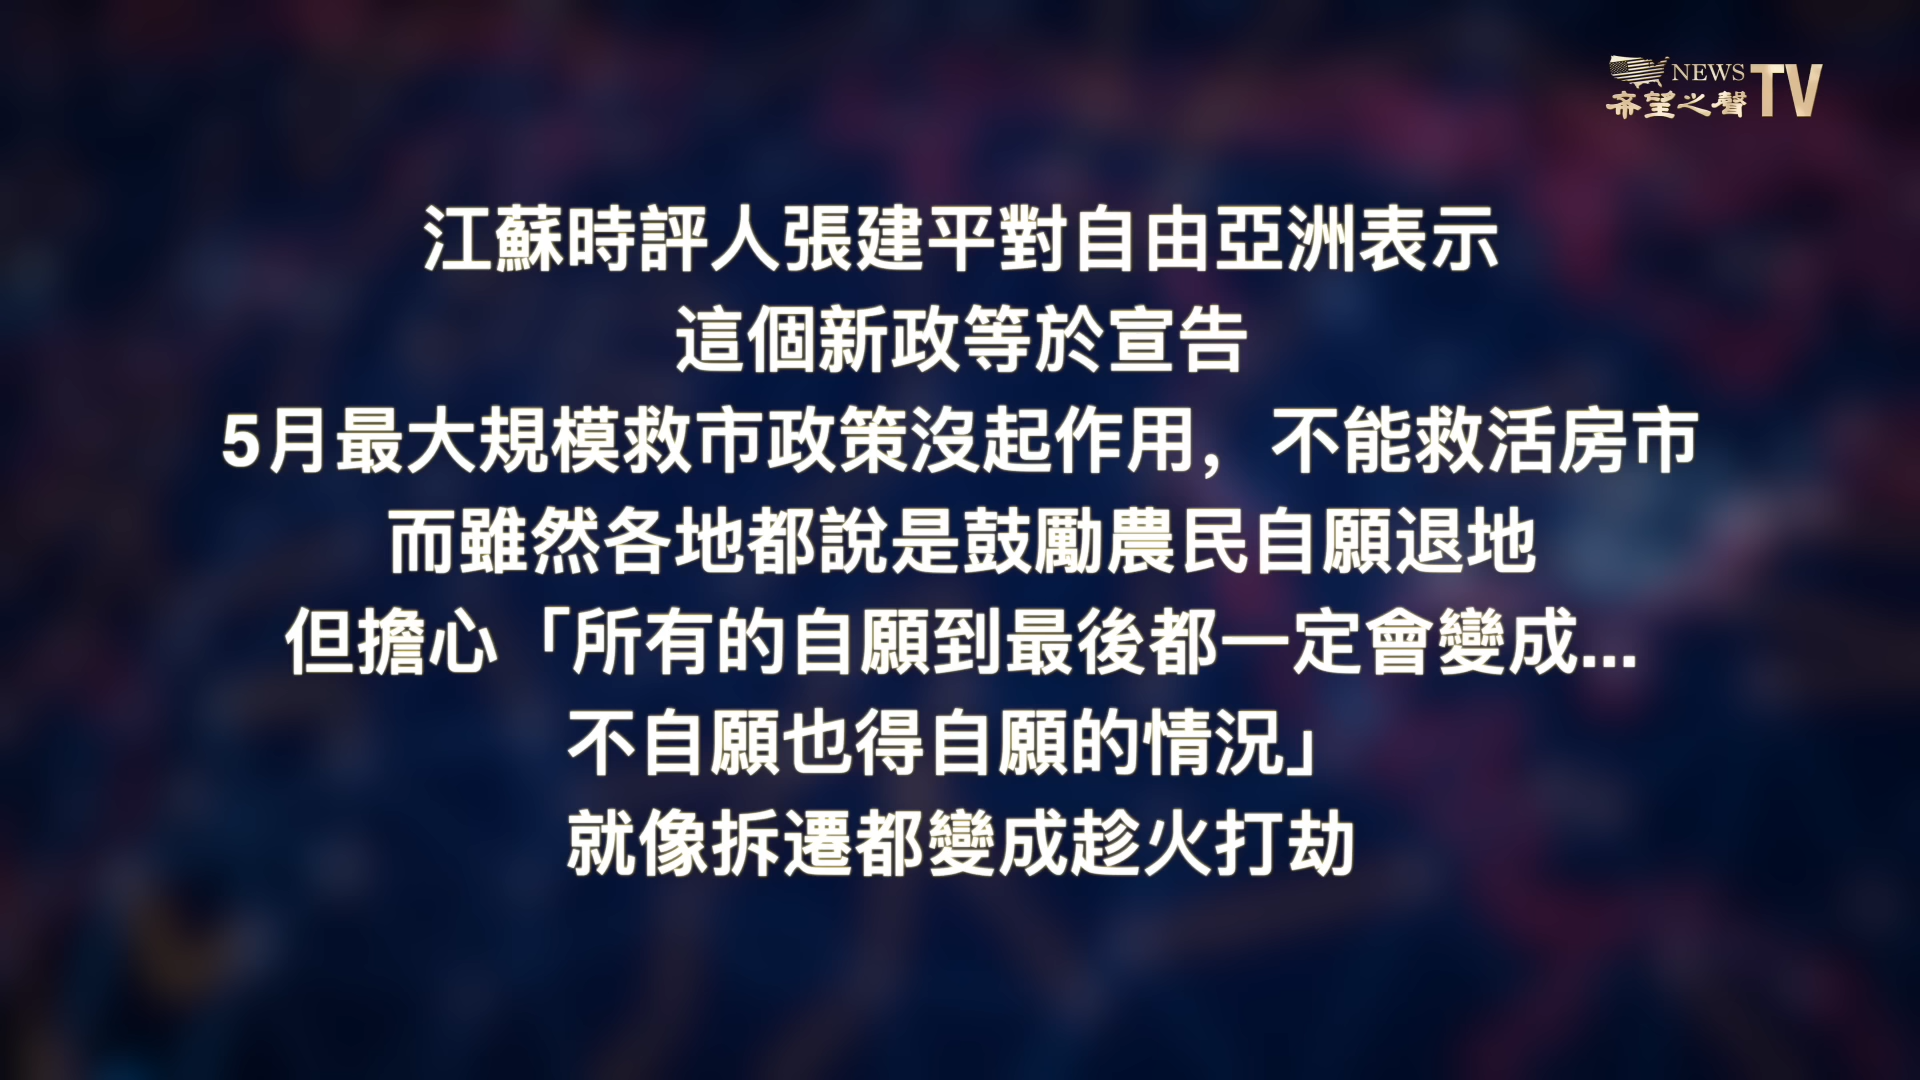 NEWS
希望之聲TV
江蘇時評人張建平對自由亞洲表示
這個新政等於宣告
5月最大規模救市政策沒起作用，不能救活房市
而雖然各地都說是鼓勵農民自願退地
但擔心「所有的自願到最後都一定會變成...
不自願也得自願的情況」
就像拆遷都變成趁火打劫